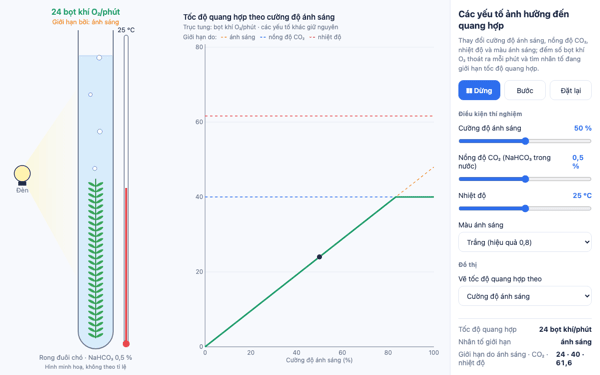 24 bọt khí O₂/phút
Giới hạn bởi: ánh sáng
25 °C
Đèn
Rong đuôi chó · NaHCO₃ 0,5 %
Hình minh hoạ, không theo tỉ lệ
Tốc độ quang hợp theo cường độ ánh sáng
Trục tung: bọt khí O₂/phút · các yếu tố khác giữ nguyên
Giới hạn do: -- ánh sáng -- nồng độ CO₂ -- nhiệt độ
80
60
40
20
0
0 20 40 60 80 100
Cường độ ánh sáng (%)
Các yếu tố ảnh hưởng đến
quang hợp
Thay đổi cường độ ánh sáng, nồng độ CO₂,
nhiệt độ và màu ánh sáng; đếm số bọt khí
O₂ thoát ra mỗi phút và tìm nhân tố đang
giới hạn tốc độ quang hợp.
Dừng Bước Đặt lại
Điều kiện thí nghiệm
Cường độ ánh sáng 50 %
Nồng độ CO₂ (NaHCO₃ trong 0,5
nước) %
Nhiệt độ 25 °C
Màu ánh sáng
Trắng (hiệu quả 0,8)
Đồ thị
Vẽ tốc độ quang hợp theo
Cường độ ánh sáng
Tốc độ quang hợp 24 bọt khí/phút
Nhân tố giới hạn ánh sáng
Giới hạn do ánh sáng · CO₂ · 24 · 40 ·
nhiệt độ 61,6